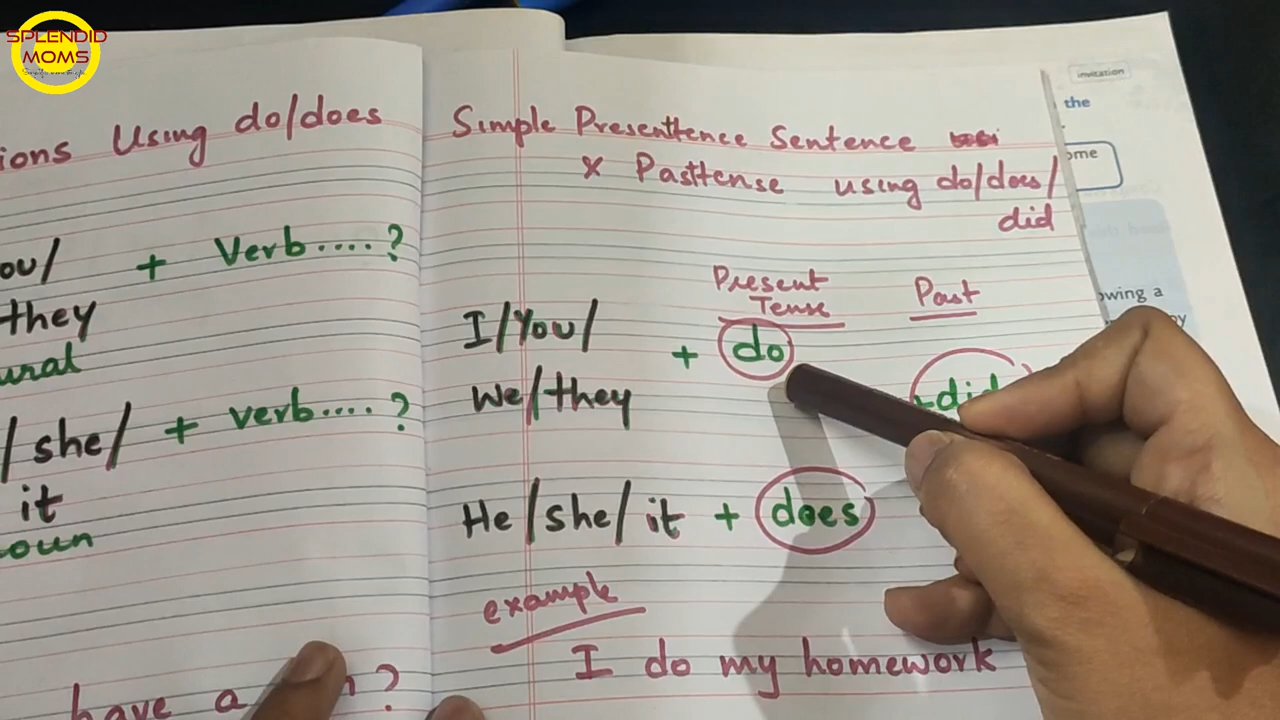 SPLENDID
MOMS
ions Using do/does
ou/ + Verb....?
they
ural
/she/ + verb....?
it
oun
have a ?
Simple Presenttence Sentence
x Pasttense using do/does/
did
Present
Tense
Past
I/You/ + do
We/they
did
He/she/it + does
example
I do my homework
invitation
the
ome
owing a